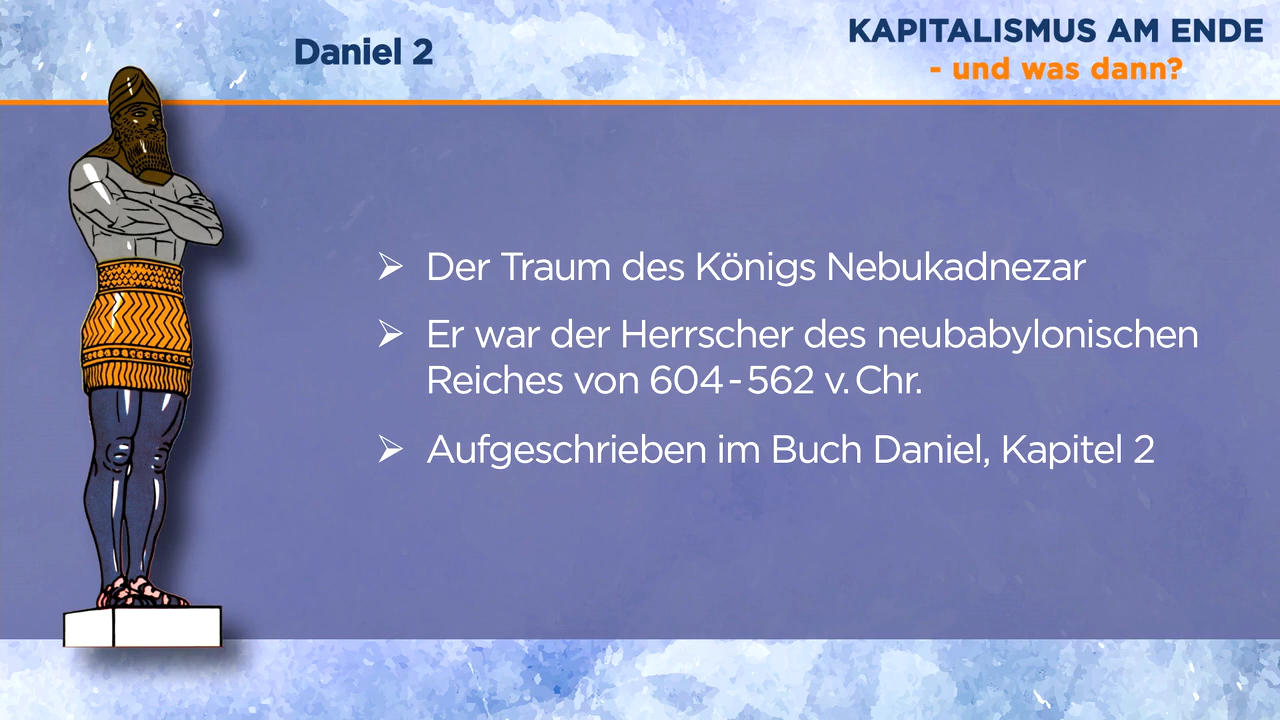 Daniel 2
KAPITALISMUS AM ENDE
- und was dann?
➢ Der Traum des Königs Nebukadnezar
➢ Er war der Herrscher des neubabylonischen
Reiches von 604-562 v. Chr.
➢ Aufgeschrieben im Buch Daniel, Kapitel 2